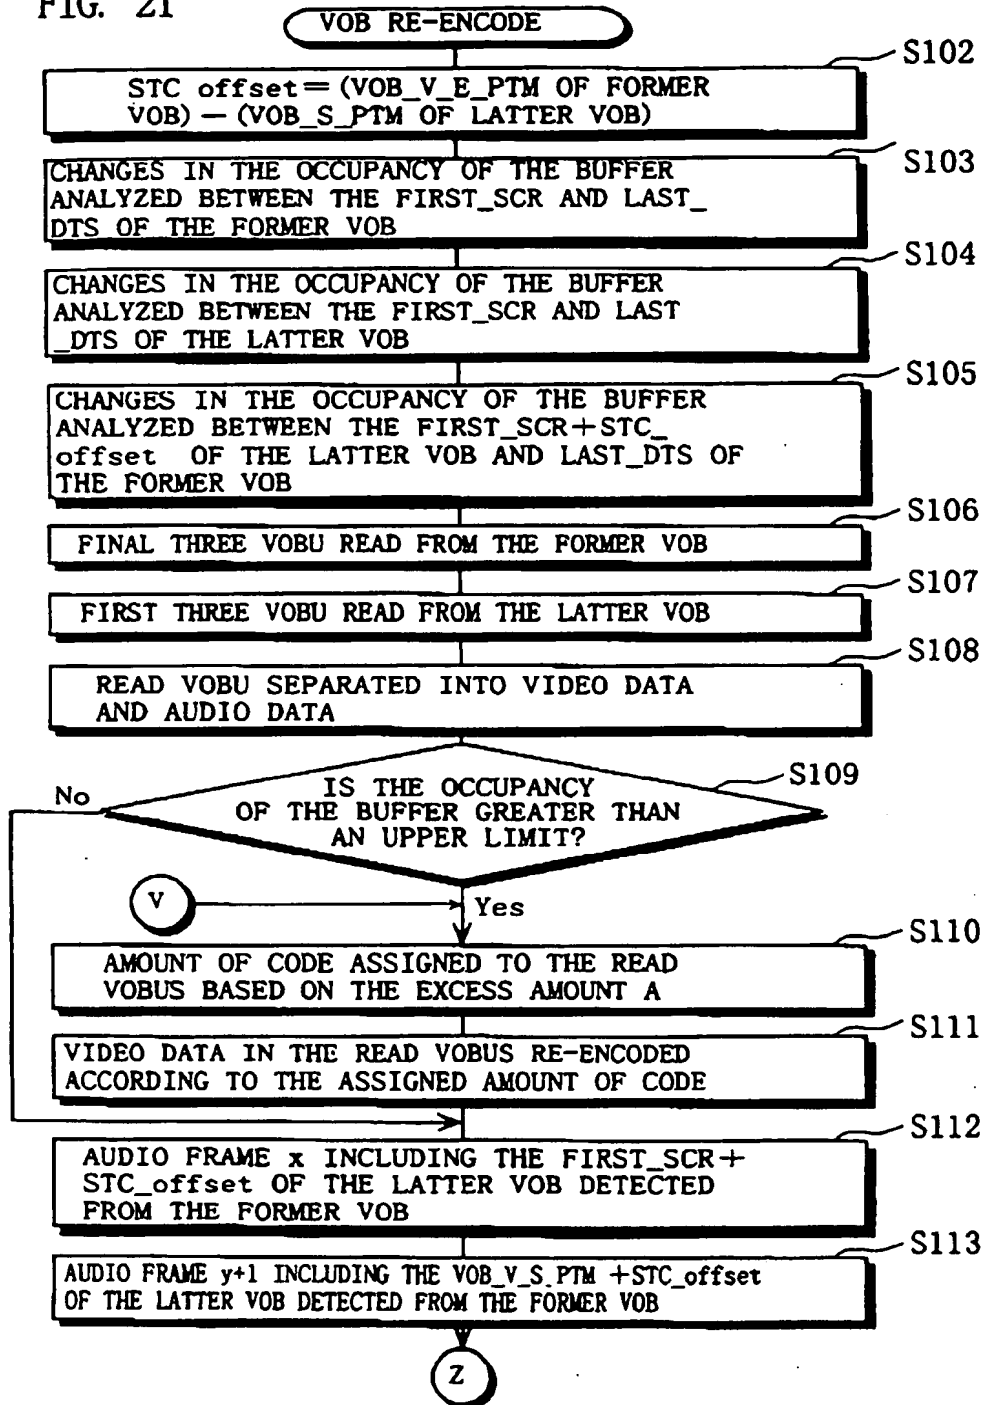 FIG. 21
VOB RE-ENCODE
S102
STC offset=(VOB_V_E_PTM OF FORMER
VOB)-(VOB_S_PTM OF LATTER VOB)
S103
CHANGES IN THE OCCUPANCY OF THE BUFFER
ANALYZED BETWEEN THE FIRST_SCR AND LAST_
DTS OF THE FORMER VOB
S104
CHANGES IN THE OCCUPANCY OF THE BUFFER
ANALYZED BETWEEN THE FIRST_SCR AND LAST
_DTS OF THE LATTER VOB
S105
CHANGES IN THE OCCUPANCY OF THE BUFFER
ANALYZED BETWEEN THE FIRST_SCR+STC_
offset OF THE LATTER VOB AND LAST_DTS OF
THE FORMER VOB
S106
FINAL THREE VOBU READ FROM THE FORMER VOB
S107
FIRST THREE VOBU READ FROM THE LATTER VOB
S108
READ VOBU SEPARATED INTO VIDEO DATA
AND AUDIO DATA
S109
No
IS THE OCCUPANCY
OF THE BUFFER GREATER THAN
AN UPPER LIMIT?
V
Yes
S110
AMOUNT OF CODE ASSIGNED TO THE READ
VOBUS BASED ON THE EXCESS AMOUNT A
S111
VIDEO DATA IN THE READ VOBUS RE-ENCODED
ACCORDING TO THE ASSIGNED AMOUNT OF CODE
S112
AUDIO FRAME x INCLUDING THE FIRST_SCR+
STC_offset OF THE LATTER VOB DETECTED
FROM THE FORMER VOB
S113
AUDIO FRAME y+1 INCLUDING THE VOB_V_S_PTM +STC_offset
OF THE LATTER VOB DETECTED FROM THE FORMER VOB
Z